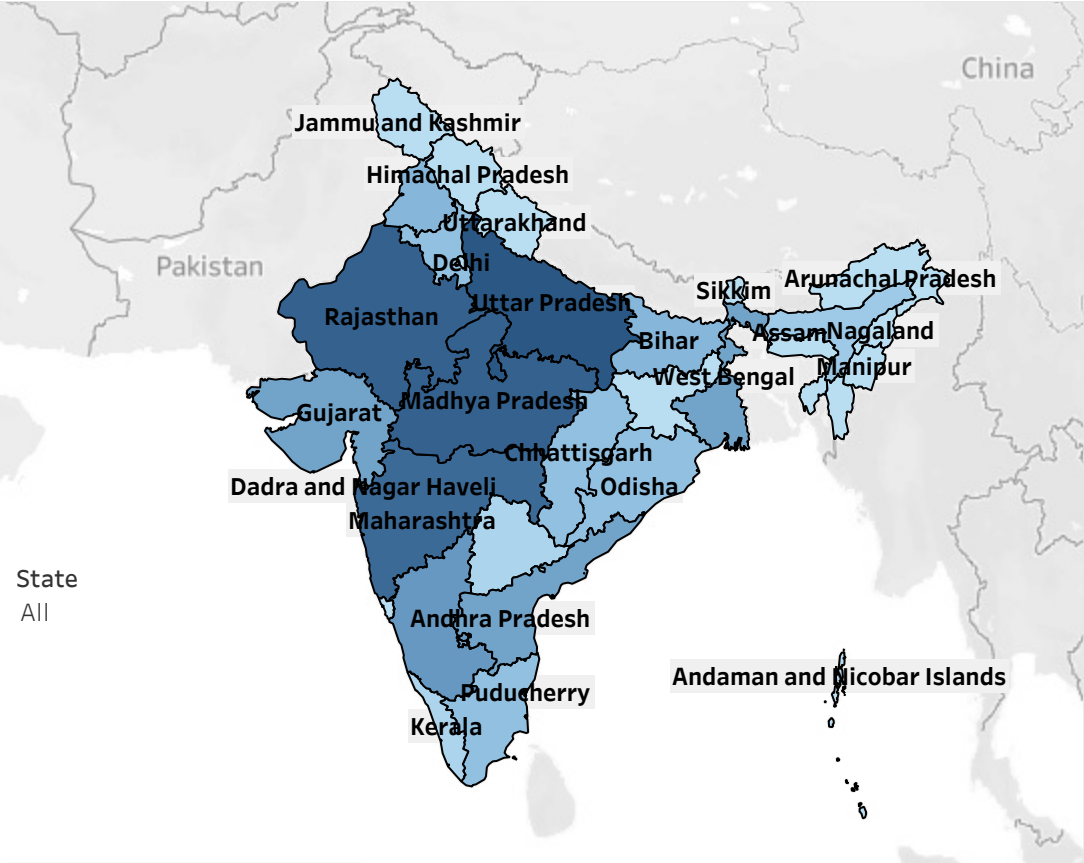 China
Jammu and Kashmir
Himachal Pradesh
Uttarakhand
Pakistan
Delhi
Arunachal Pradesh
Sikkim
Uttar Pradesh
Rajasthan
Assam
Nagaland
Bihar
Manipur
West Bengal
Madhya Pradesh
Gujarat
Chhattisgarh
Dadra and Nagar Haveli
Odisha
Maharashtra
State
All
Andhra Pradesh
Andaman and Nicobar Islands
Puducherry
Kerala